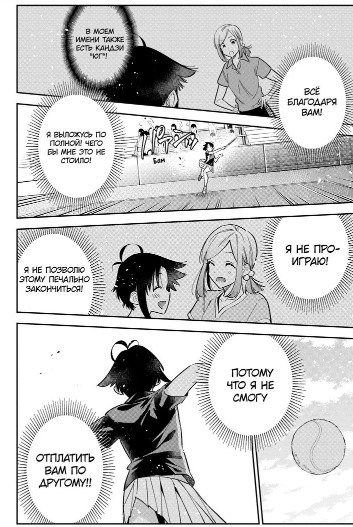 ВСЁ
БЛАГОДАРЯ
ВАМ!
В МОЕМ
ИМЕНИ ТАКЖЕ
ЕСТЬ КАНДЗИ
"ЮГ"!
Я ВЫЛОЖУСЬ ПО
ПОЛНОЙ! ЧЕГО
БЫ МНЕ ЭТО НЕ
СТОИЛО!
Бам
Я НЕ ПРО-
ИГРАЮ!
Я НЕ ПОЗВОЛЮ
ЭТОМУ ПЕЧАЛЬНО
ЗАКОНЧИТЬСЯ!
ПОТОМУ
ЧТО Я НЕ
СМОГУ
ОТПЛАТИТЬ
ВАМ ПО
ДРУГОМУ!!